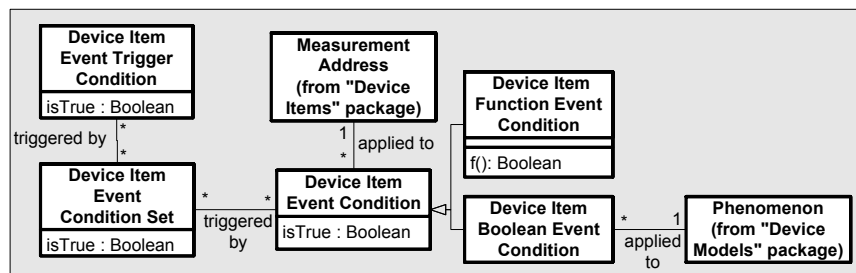 Device Item
Event Trigger
Condition
isTrue : Boolean
triggered by
*
*
Device Item
Event
Condition Set
isTrue : Boolean
*
*
triggered
by
Measurement
Address
(from "Device
Items" package)
1
applied to
*
Device Item
Event Condition
isTrue : Boolean
Device Item
Function Event
Condition
f(): Boolean
Device Item
Boolean Event
Condition
*
1
applied
to
Phenomenon
(from "Device
Models" package)